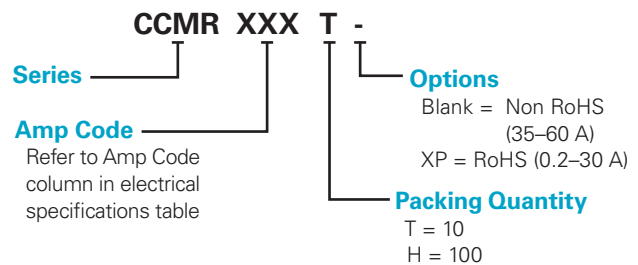 CCMR XXX T -
Series
Amp Code
Refer to Amp Code
column in electrical
specifications table
Options
Blank = Non RoHS
(35–60 A)
XP = RoHS (0.2–30 A)
Packing Quantity
T = 10
H = 100